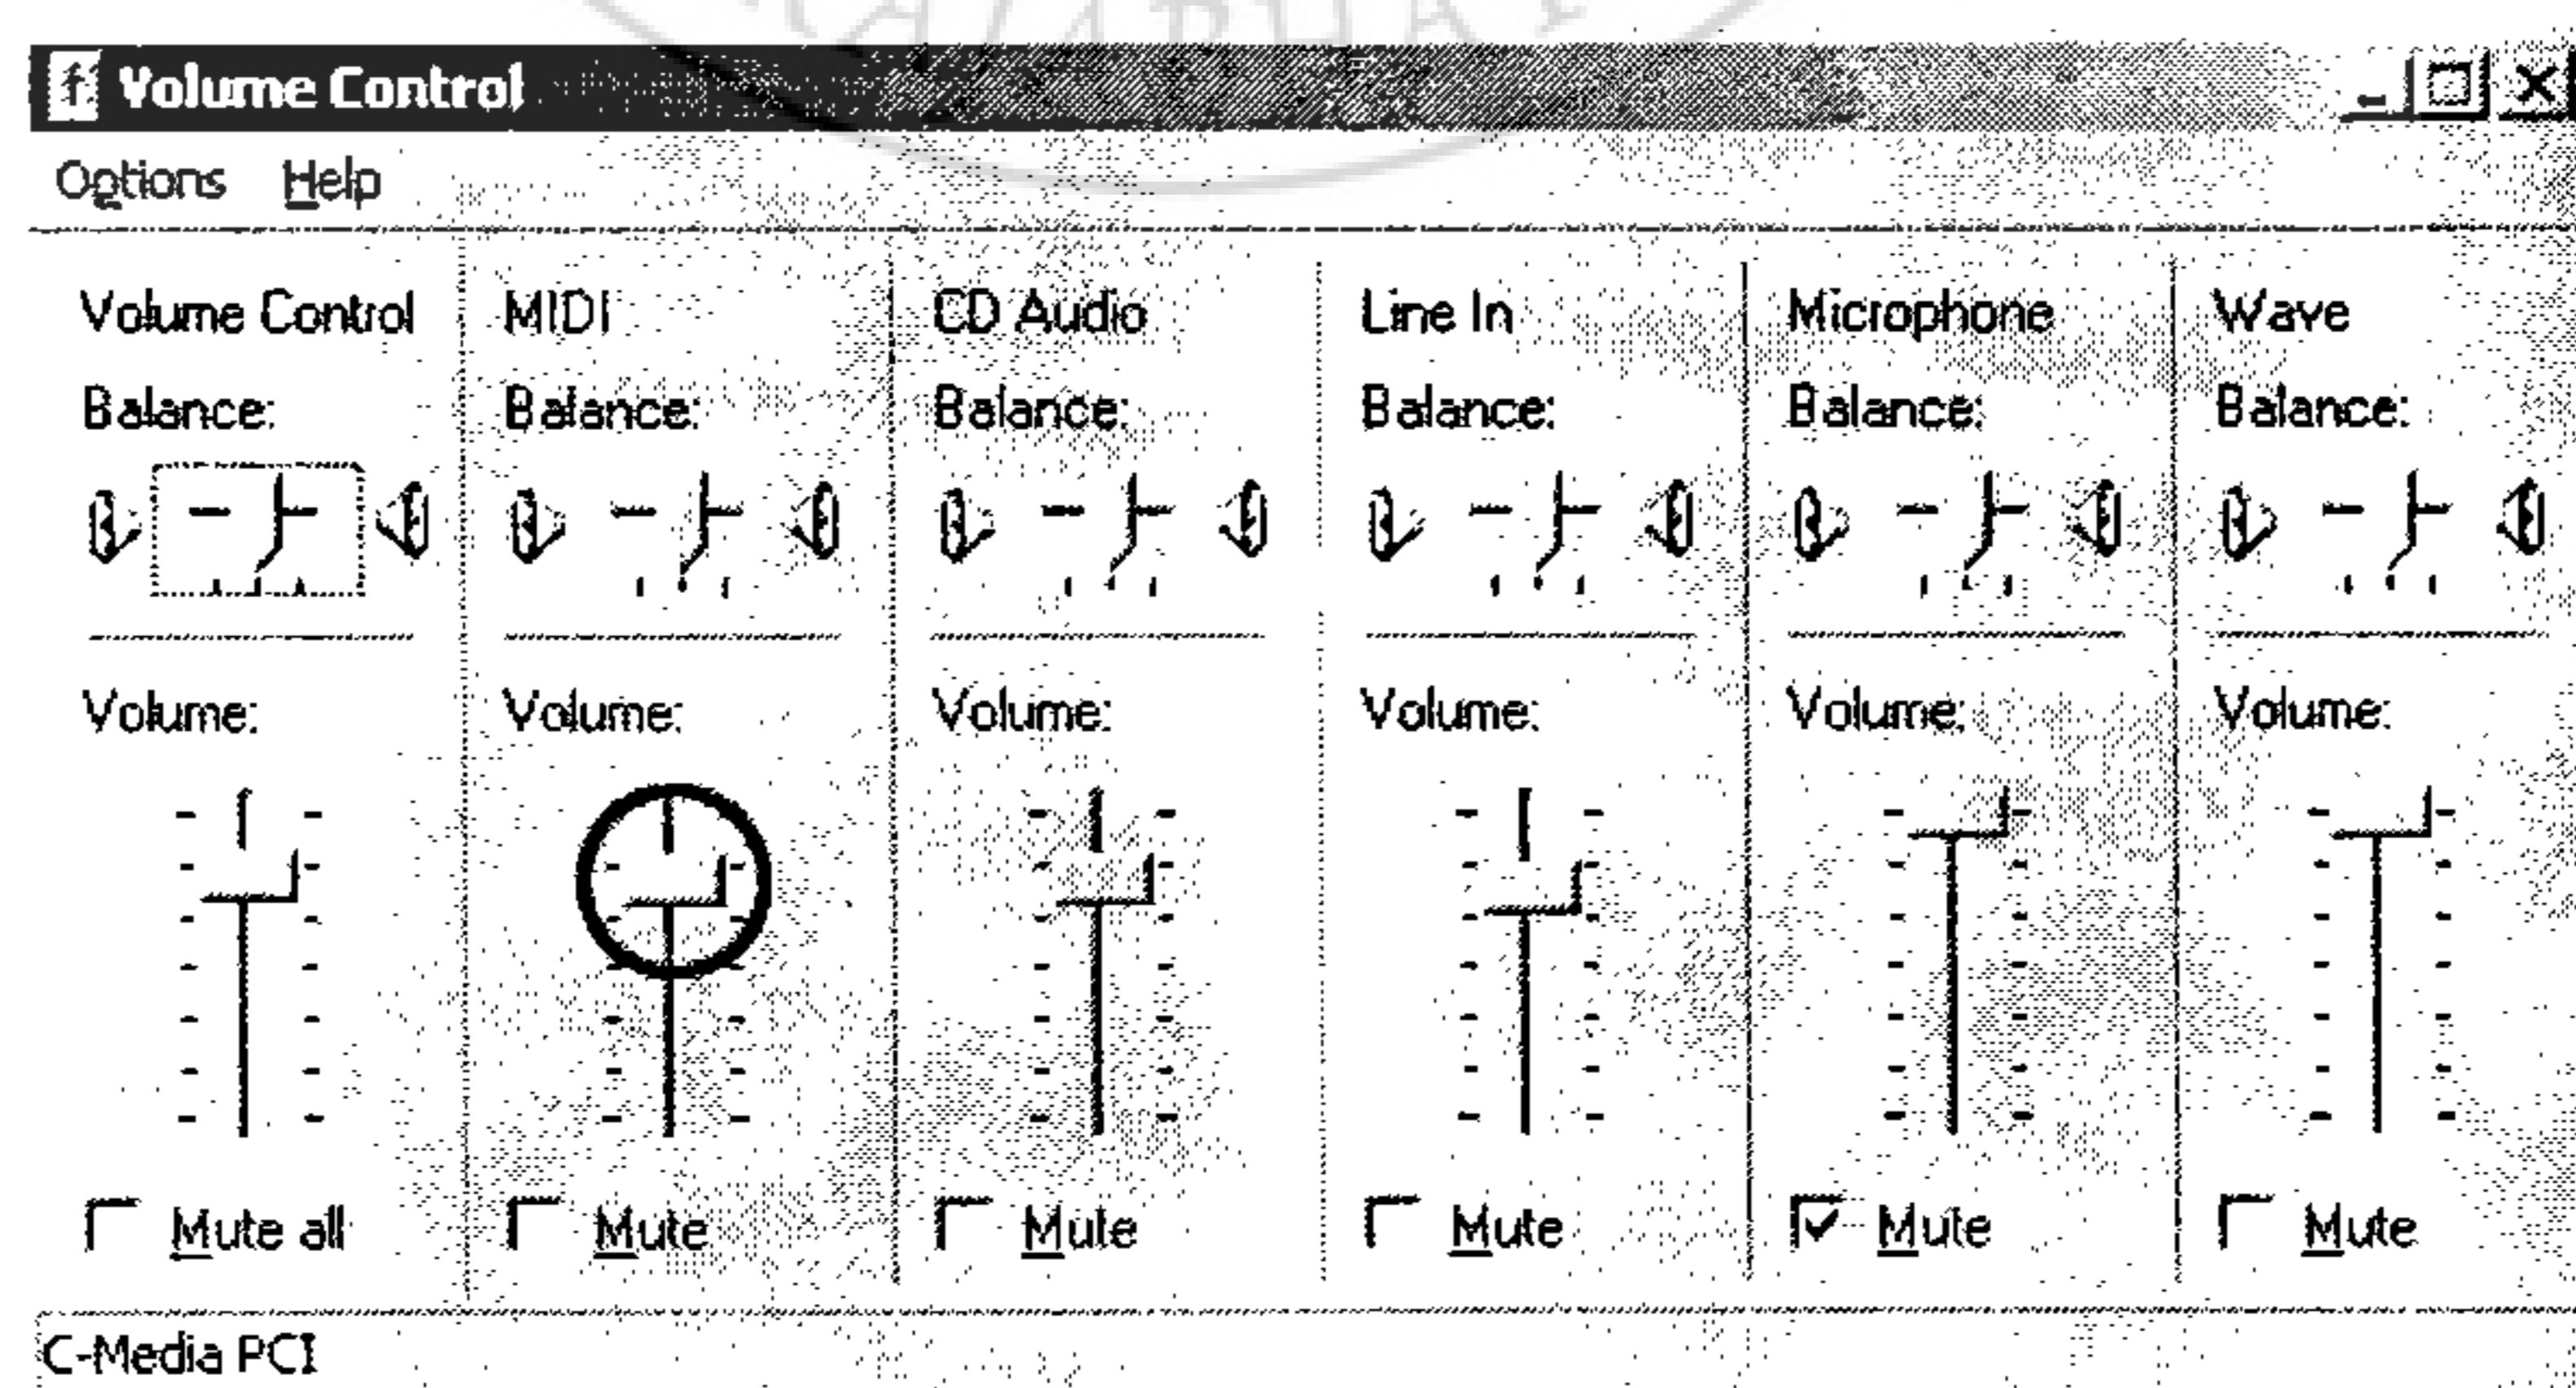 Volume Control
Options Help
Volume Control MIDI CD Audio Line In Microphone Wave
Balance: Balance: Balance: Balance: Balance: Balance:
Volume: Volume: Volume: Volume: Volume: Volume:
Mute all Mute Mute Mute Mute Mute
C-Media PCI